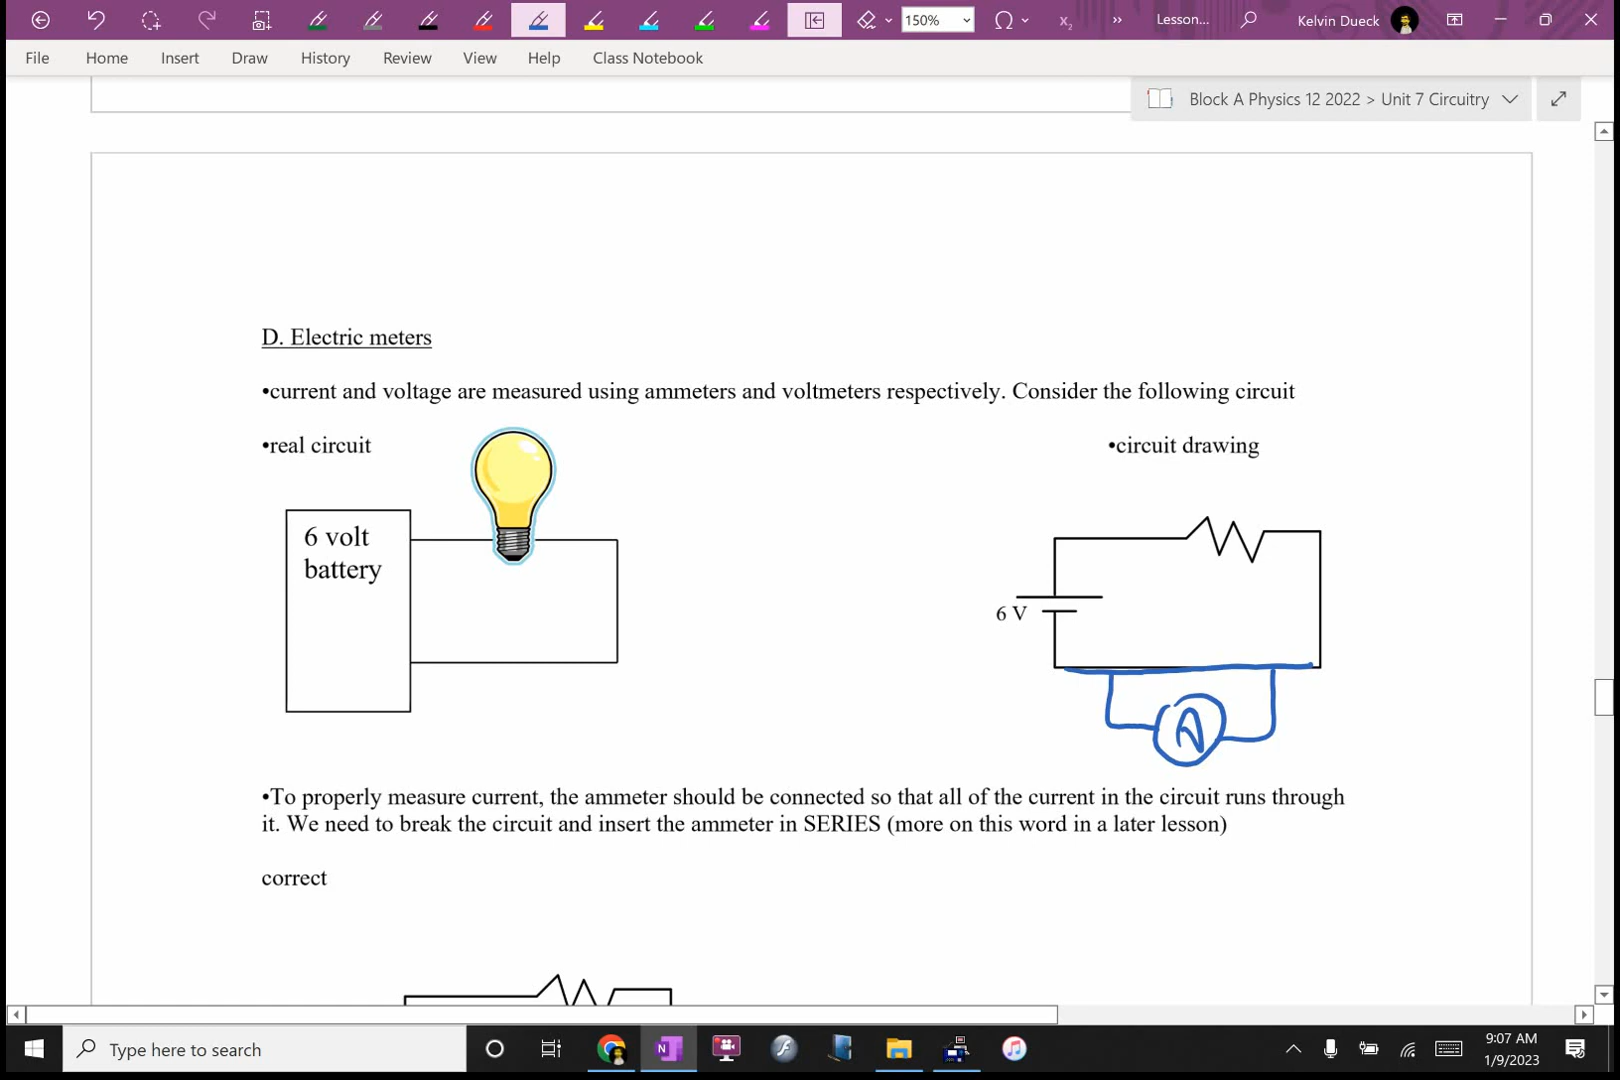 150%
Lesson...
Kelvin Dueck
File Home Insert Draw History Review View Help Class Notebook
Block A Physics 12 2022 > Unit 7 Circuitry
D. Electric meters
•current and voltage are measured using ammeters and voltmeters respectively. Consider the following circuit
•real circuit
•circuit drawing
6 volt
battery
6 V
A
•To properly measure current, the ammeter should be connected so that all of the current in the circuit runs through
it. We need to break the circuit and insert the ammeter in SERIES (more on this word in a later lesson)
correct
Type here to search
9:07 AM
1/9/2023